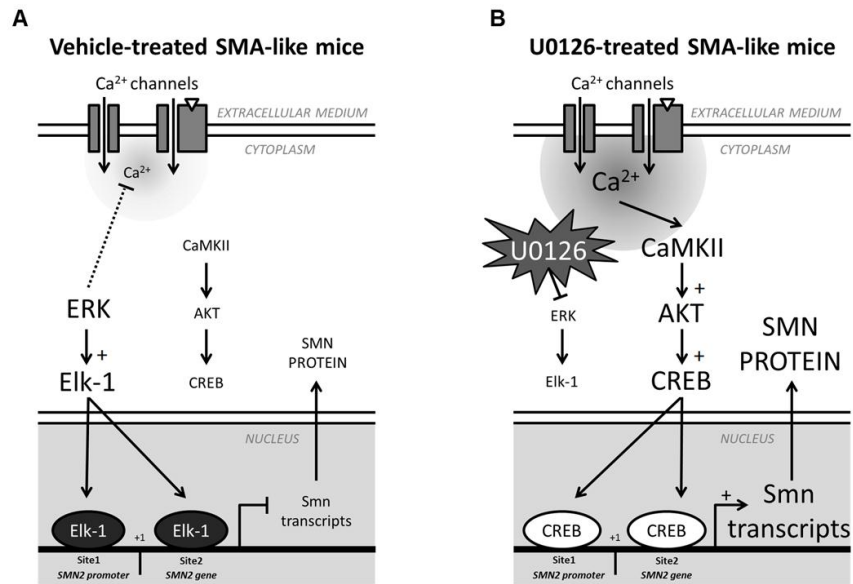 A
Vehicle-treated SMA-like mice
Ca²⁺ channels
EXTRACELLULAR MEDIUM
CYTOPLASM
Ca²⁺
CaMKII
ERK
AKT
+
SMN
PROTEIN
Elk-1
CREB
NUCLEUS
Smn
transcripts
Elk-1
+1
Elk-1
Site1
Site2
SMN2 promoter
SMN2 gene
B
U0126-treated SMA-like mice
Ca²⁺ channels
EXTRACELLULAR MEDIUM
CYTOPLASM
Ca²⁺
U0126
CaMKII
+
ERK
AKT
SMN
PROTEIN
+
Elk-1
CREB
NUCLEUS
+
Smn
transcripts
CREB
+1
CREB
Site1
Site2
SMN2 promoter
SMN2 gene